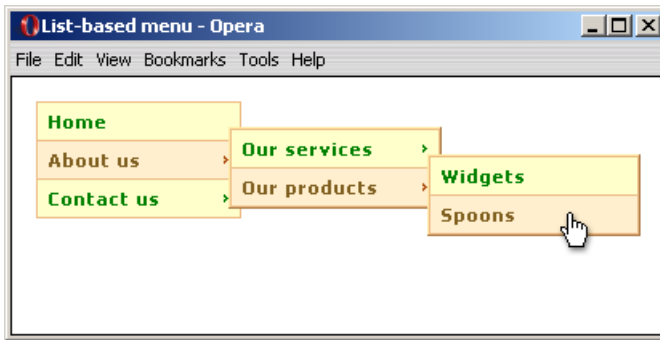 List-based menu - Opera
File Edit View Bookmarks Tools Help
Home
About us
Contact us
Our services
Our products
Widgets
Spoons